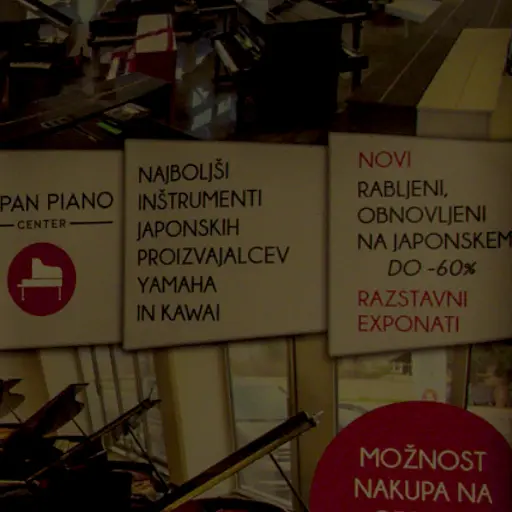 PAN PIANO
CENTER
NAJBOLJŠI
INŠTRUMENTI
JAPONSKIH
PROIZVAJALCEV
YAMAHA
IN KAWAI
NOVI
RABLJENI,
OBNOVLJENI
NA JAPONSKEM
DO -60%
RAZSTAVNI
EXPONATI
MOŽNOST
NAKUPA NA